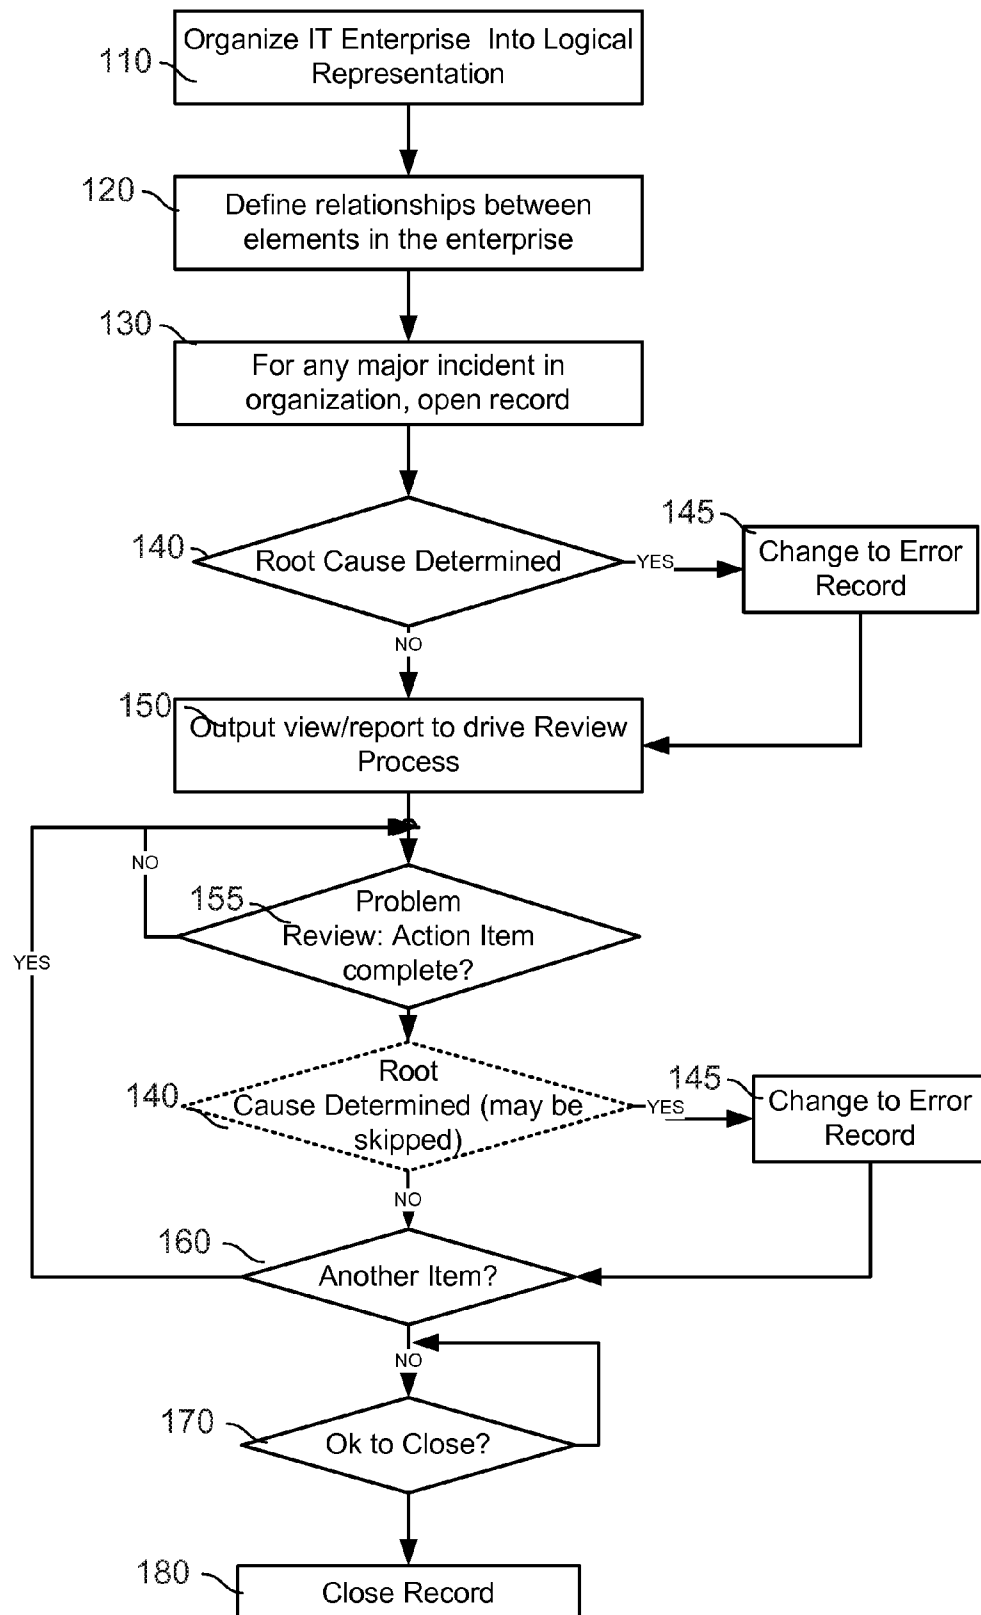 110
Organize IT Enterprise Into Logical
Representation
120
Define relationships between
elements in the enterprise
130
For any major incident in
organization, open record
140
Root Cause Determined
YES
145
Change to Error
Record
NO
150
Output view/report to drive Review
Process
NO
155
Problem
Review: Action Item
complete?
YES
140
Root
Cause Determined (may be
skipped)
YES
145
Change to Error
Record
NO
160
Another Item?
NO
170
Ok to Close?
180
Close Record